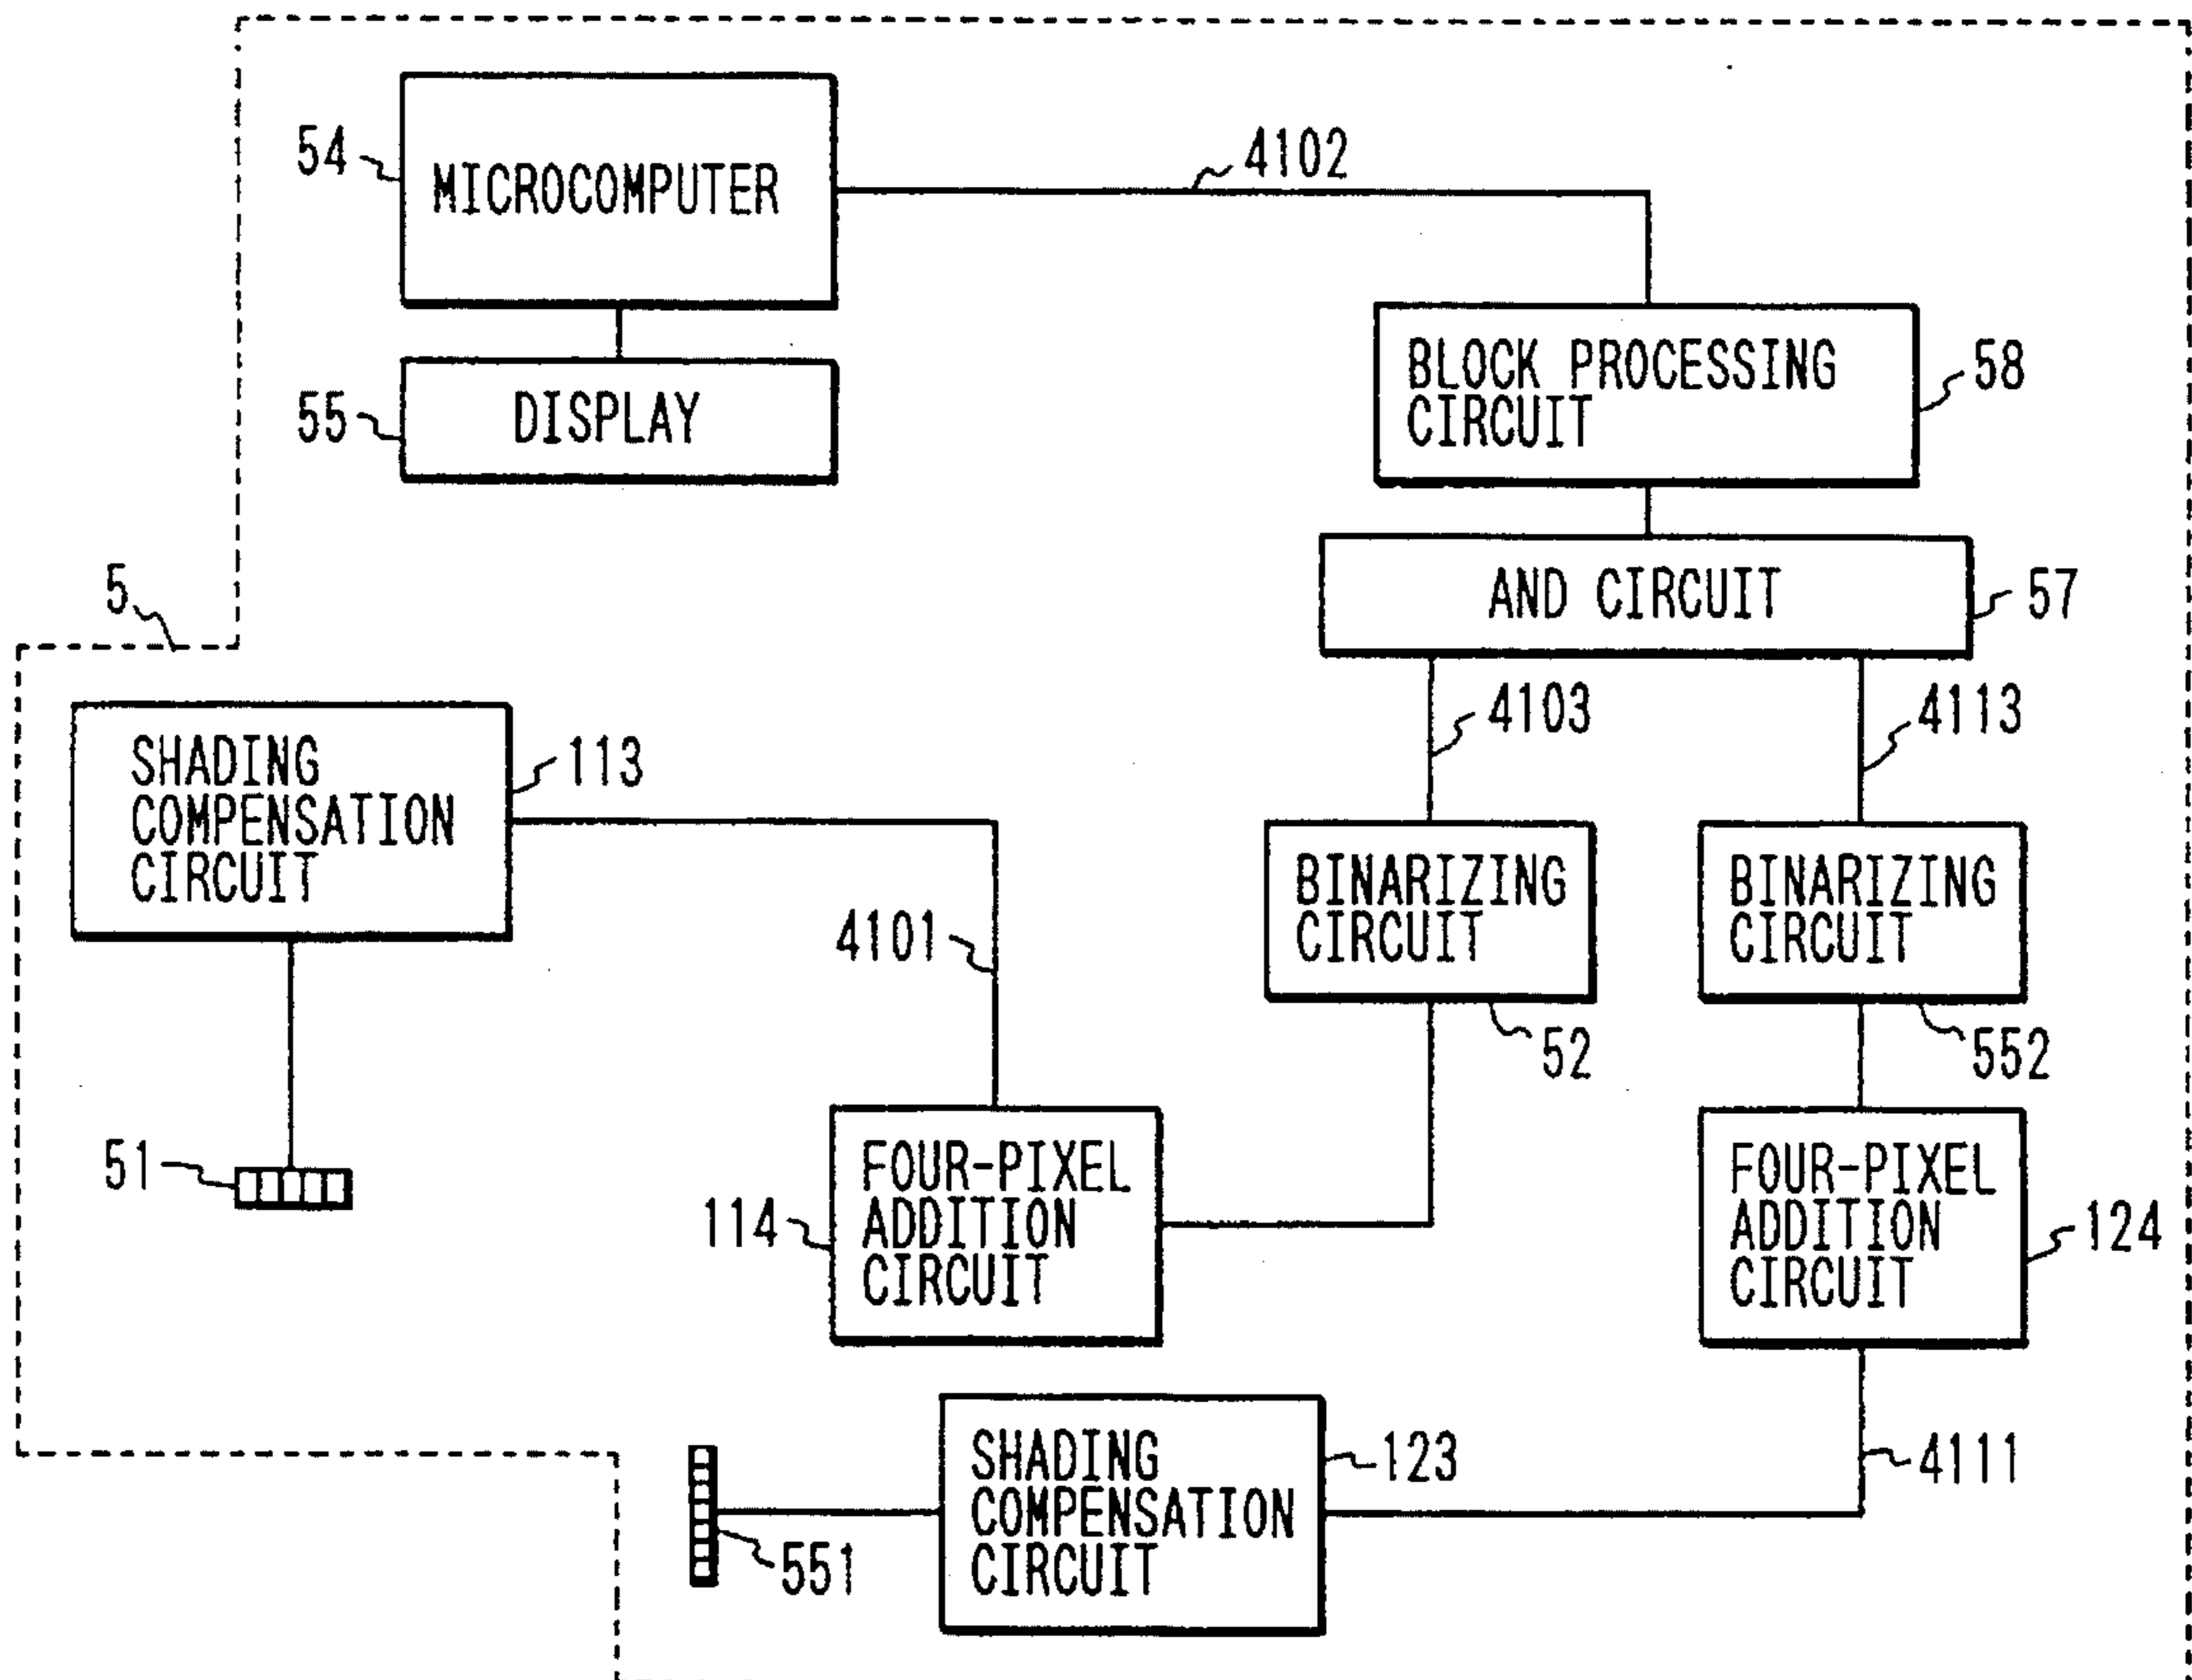 54
MICROCOMPUTER
4102
55
DISPLAY
BLOCK PROCESSING
CIRCUIT
58
5
AND CIRCUIT
57
4103
4113
SHADING
COMPENSATION
CIRCUIT
113
4101
BINARIZING
CIRCUIT
52
BINARIZING
CIRCUIT
552
51
114
FOUR-PIXEL
ADDITION
CIRCUIT
FOUR-PIXEL
ADDITION
CIRCUIT
124
551
SHADING
COMPENSATION
CIRCUIT
123
4111